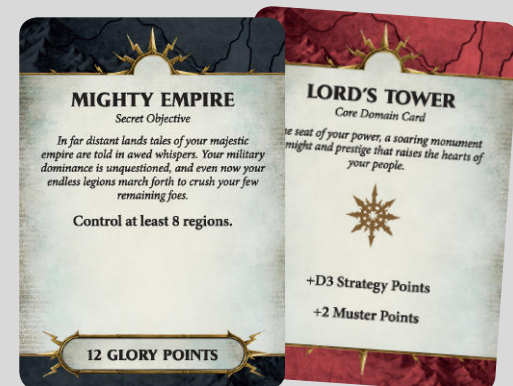 MIGHTY EMPIRE
Secret Objective
In far distant lands tales of your majestic
empire are told in awed whispers. Your military
dominance is unquestioned, and even now your
endless legions march forth to crush your few
remaining foes.
Control at least 8 regions.
12 GLORY POINTS
LORD'S TOWER
Core Domain Card
seat of your power, a soaring monument
might and prestige that raises the hearts of
your people.
+D3 Strategy Points
+2 Muster Points